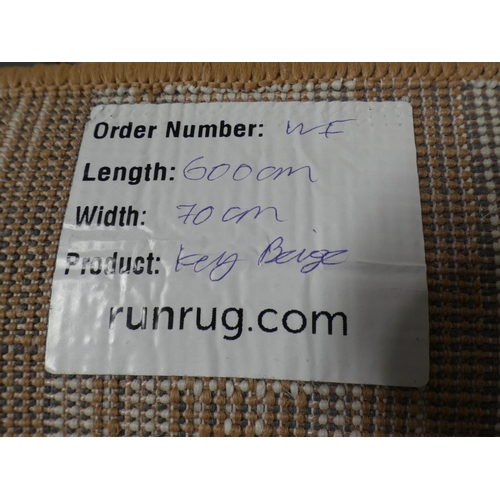 Order Number: WF
Length: 600cm
Width: 70cm
Product: Key Beige
runrug.com